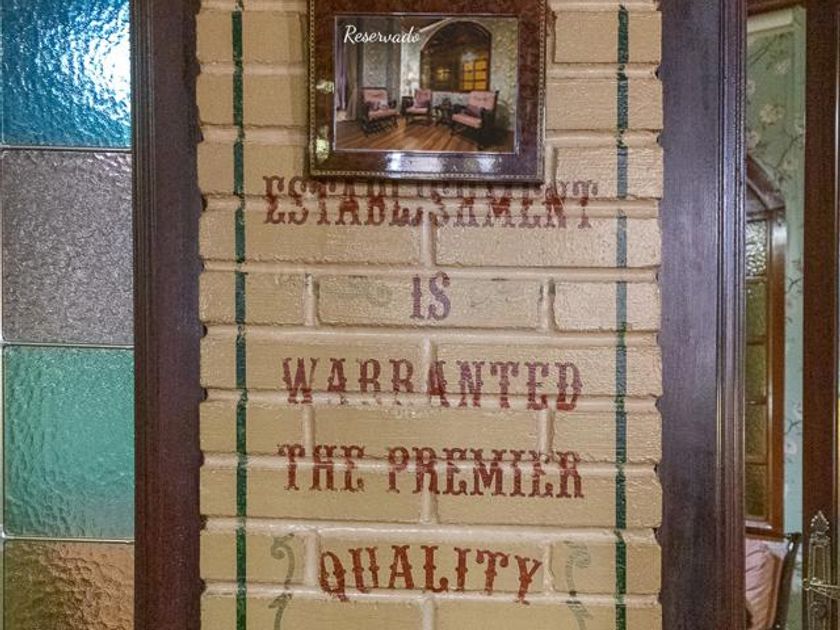 Reservado
ESTABLISHMENT
IS
WARRANTED
THE PREMIER
QUALITY